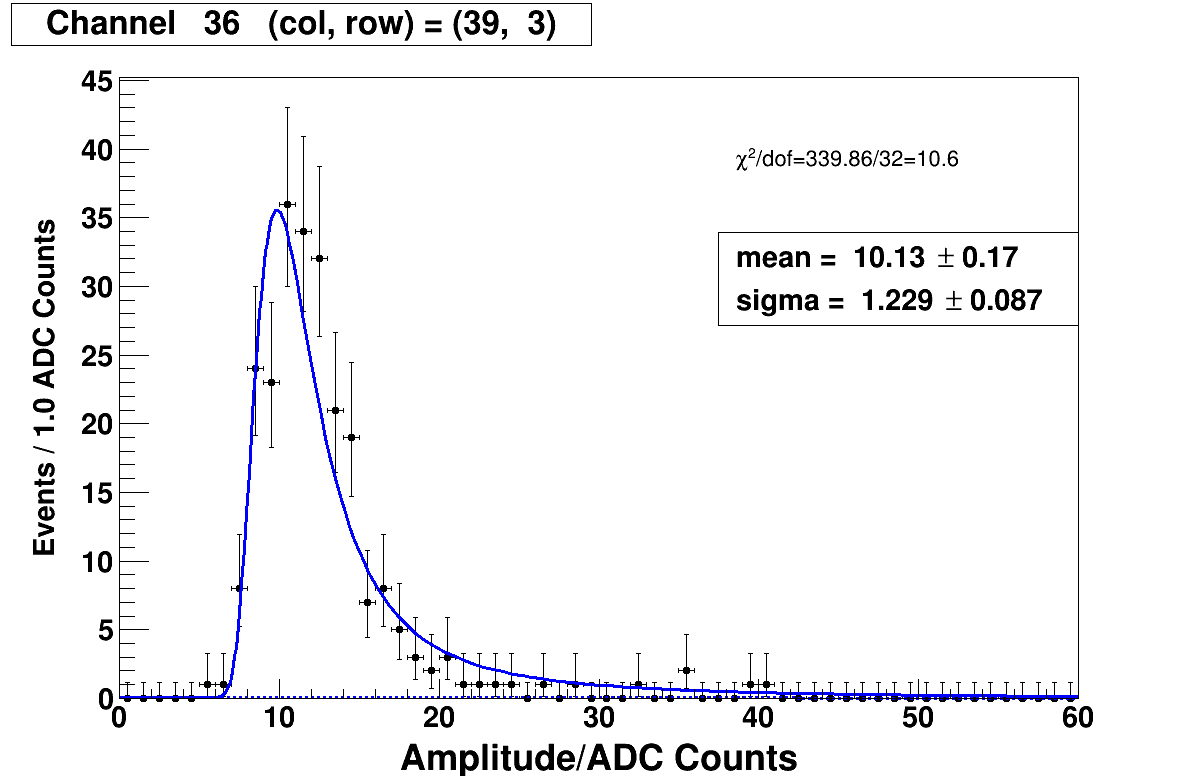 Channel 36 (col, row) = (39, 3)
45
40
35
30
25
20
15
10
5
0
Events / 1.0 ADC Counts
χ²/dof=339.86/32=10.6
mean = 10.13 ± 0.17
sigma = 1.229 ± 0.087
0 10 20 30 40 50 60
Amplitude/ADC Counts